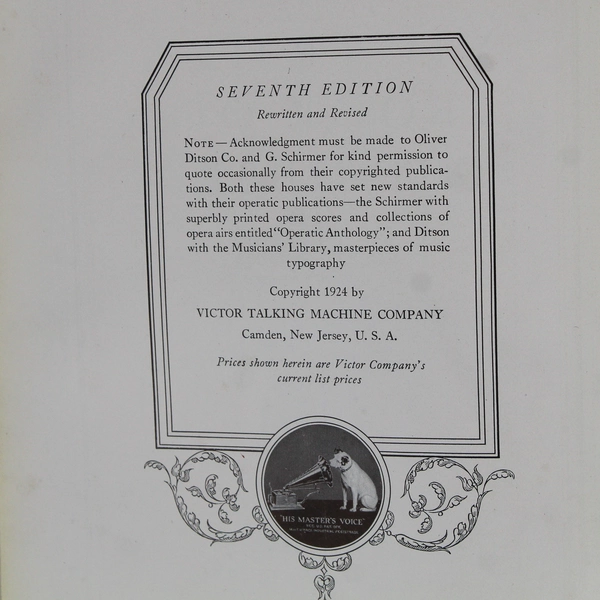 SEVENTH EDITION
Rewritten and Revised
NOTE — Acknowledgment must be made to Oliver
Ditson Co. and G. Schirmer for kind permission to
quote occasionally from their copyrighted publica-
tions. Both these houses have set new standards
with their operatic publications—the Schirmer with
superbly printed opera scores and collections of
opera airs entitled "Operatic Anthology"; and Ditson
with the Musicians' Library, masterpieces of music
typography
Copyright 1924 by
VICTOR TALKING MACHINE COMPANY
Camden, New Jersey, U. S. A.
Prices shown herein are Victor Company's
current list prices
"HIS MASTER'S VOICE"